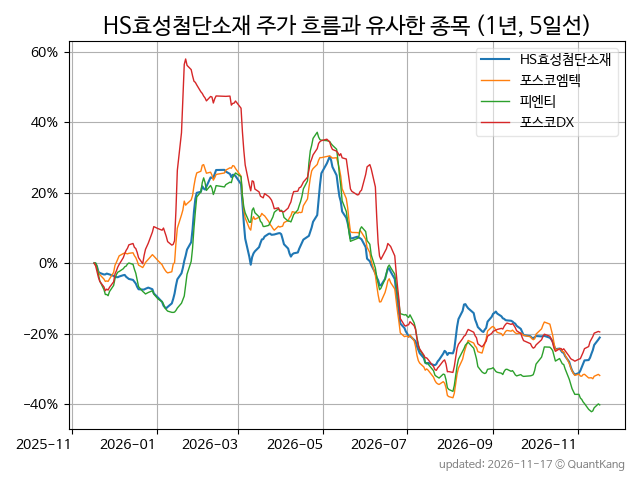 HS효성첨단소재 주가 흐름과 유사한 종목 (1년, 5일선)
HS효성첨단소재
포스코엠텍
피엔티
포스코DX
60%
40%
20%
0%
−20%
−40%
2025-11
2026-01
2026-03
2026-05
2026-07
2026-09
2026-11
updated: 2026-11-17 © QuantKang